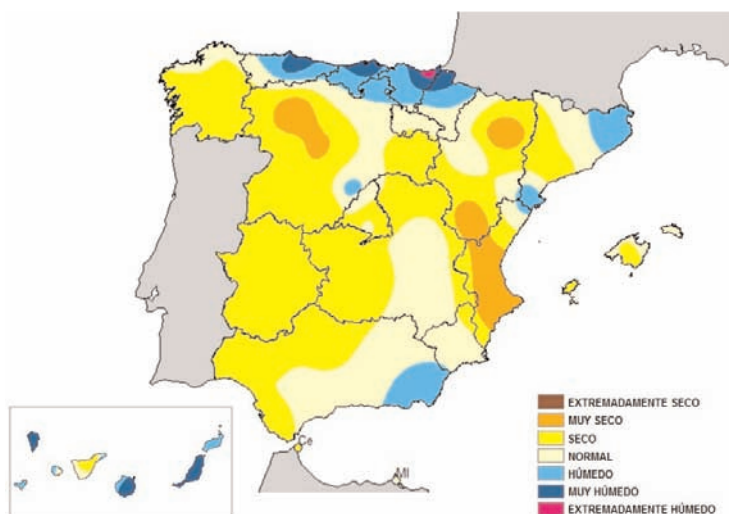 EXTREMADAMENTE SECO
MUY SECO
SECO
NORMAL
HÚMEDO
MUY HÚMEDO
EXTREMADAMENTE HÚMEDO
Ce
Ml